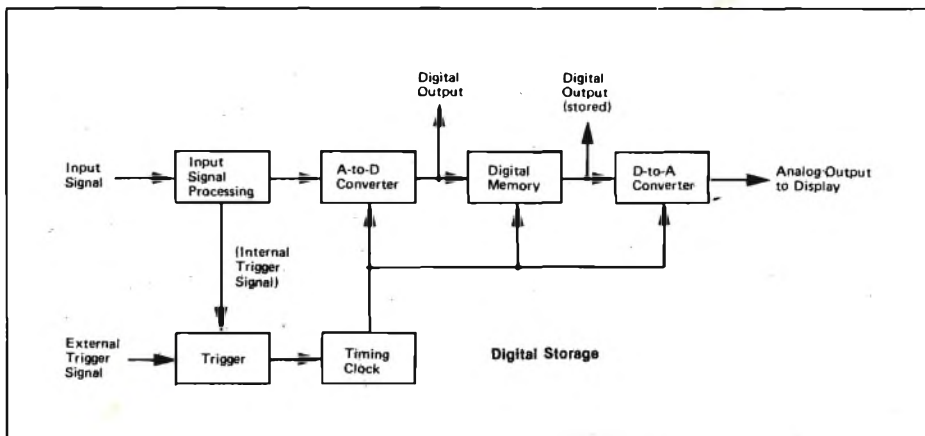 Digital
Output
Digital
Output
(stored)
Input
Signal
Input
Signal
Processing
A-to-D
Converter
Digital
Memory
D-to-A
Converter
Analog Output
to Display
(Internal
Trigger
Signal)
External
Trigger
Signal
Trigger
Timing
Clock
Digital Storage